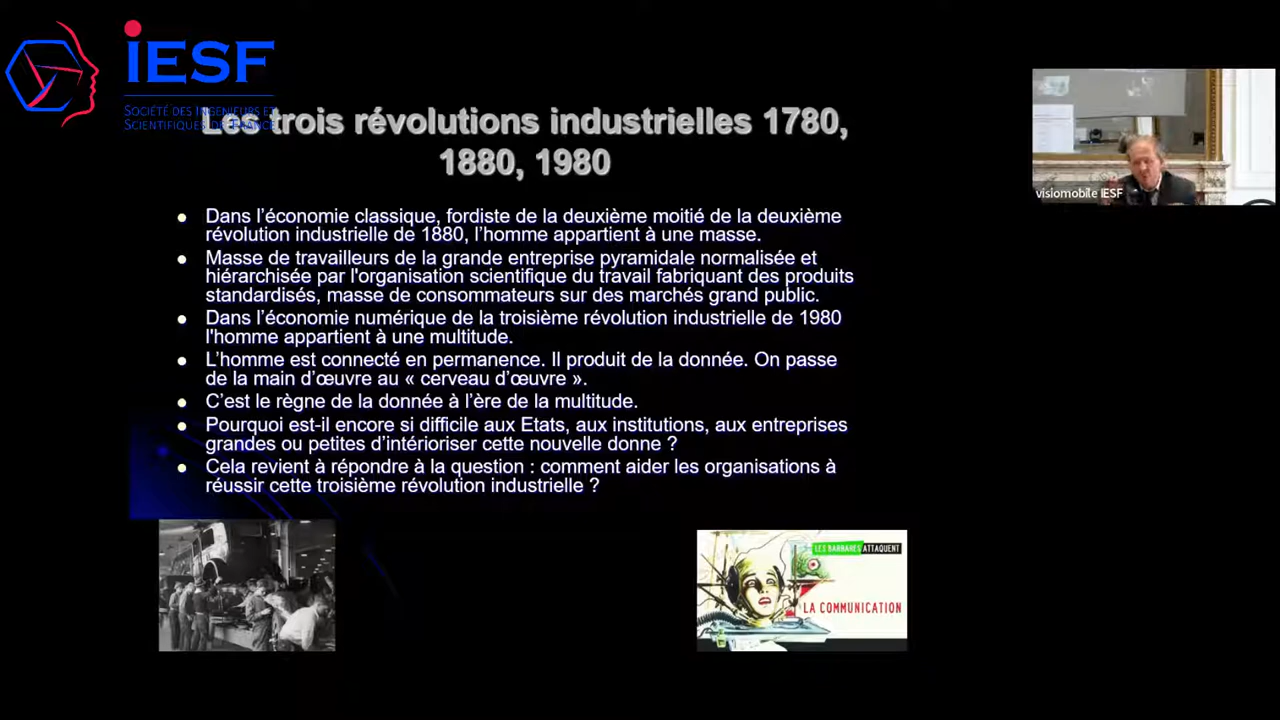 iESF
SOCIÉTÉ DES INGÉNIEURS ET
SCIENTIFIQUES DE FRANCE
Les trois révolutions industrielles 1780,
1880, 1980
visiomobile IESF
Dans l’économie classique, fordiste de la deuxième moitié de la deuxième
révolution industrielle de 1880, l’homme appartient à une masse.
Masse de travailleurs de la grande entreprise pyramidale normalisée et
hiérarchisée par l'organisation scientifique du travail fabriquant des produits
standardisés, masse de consommateurs sur des marchés grand public.
Dans l’économie numérique de la troisième révolution industrielle de 1980
l'homme appartient à une multitude.
L’homme est connecté en permanence. Il produit de la donnée. On passe
de la main d’œuvre au « cerveau d’œuvre ».
C’est le règne de la donnée à l’ère de la multitude.
Pourquoi est-il encore si difficile aux Etats, aux institutions, aux entreprises
grandes ou petites d’intérioriser cette nouvelle donne ?
Cela revient à répondre à la question : comment aider les organisations à
réussir cette troisième révolution industrielle ?
LES BARBARES ATTAQUENT
LA COMMUNICATION